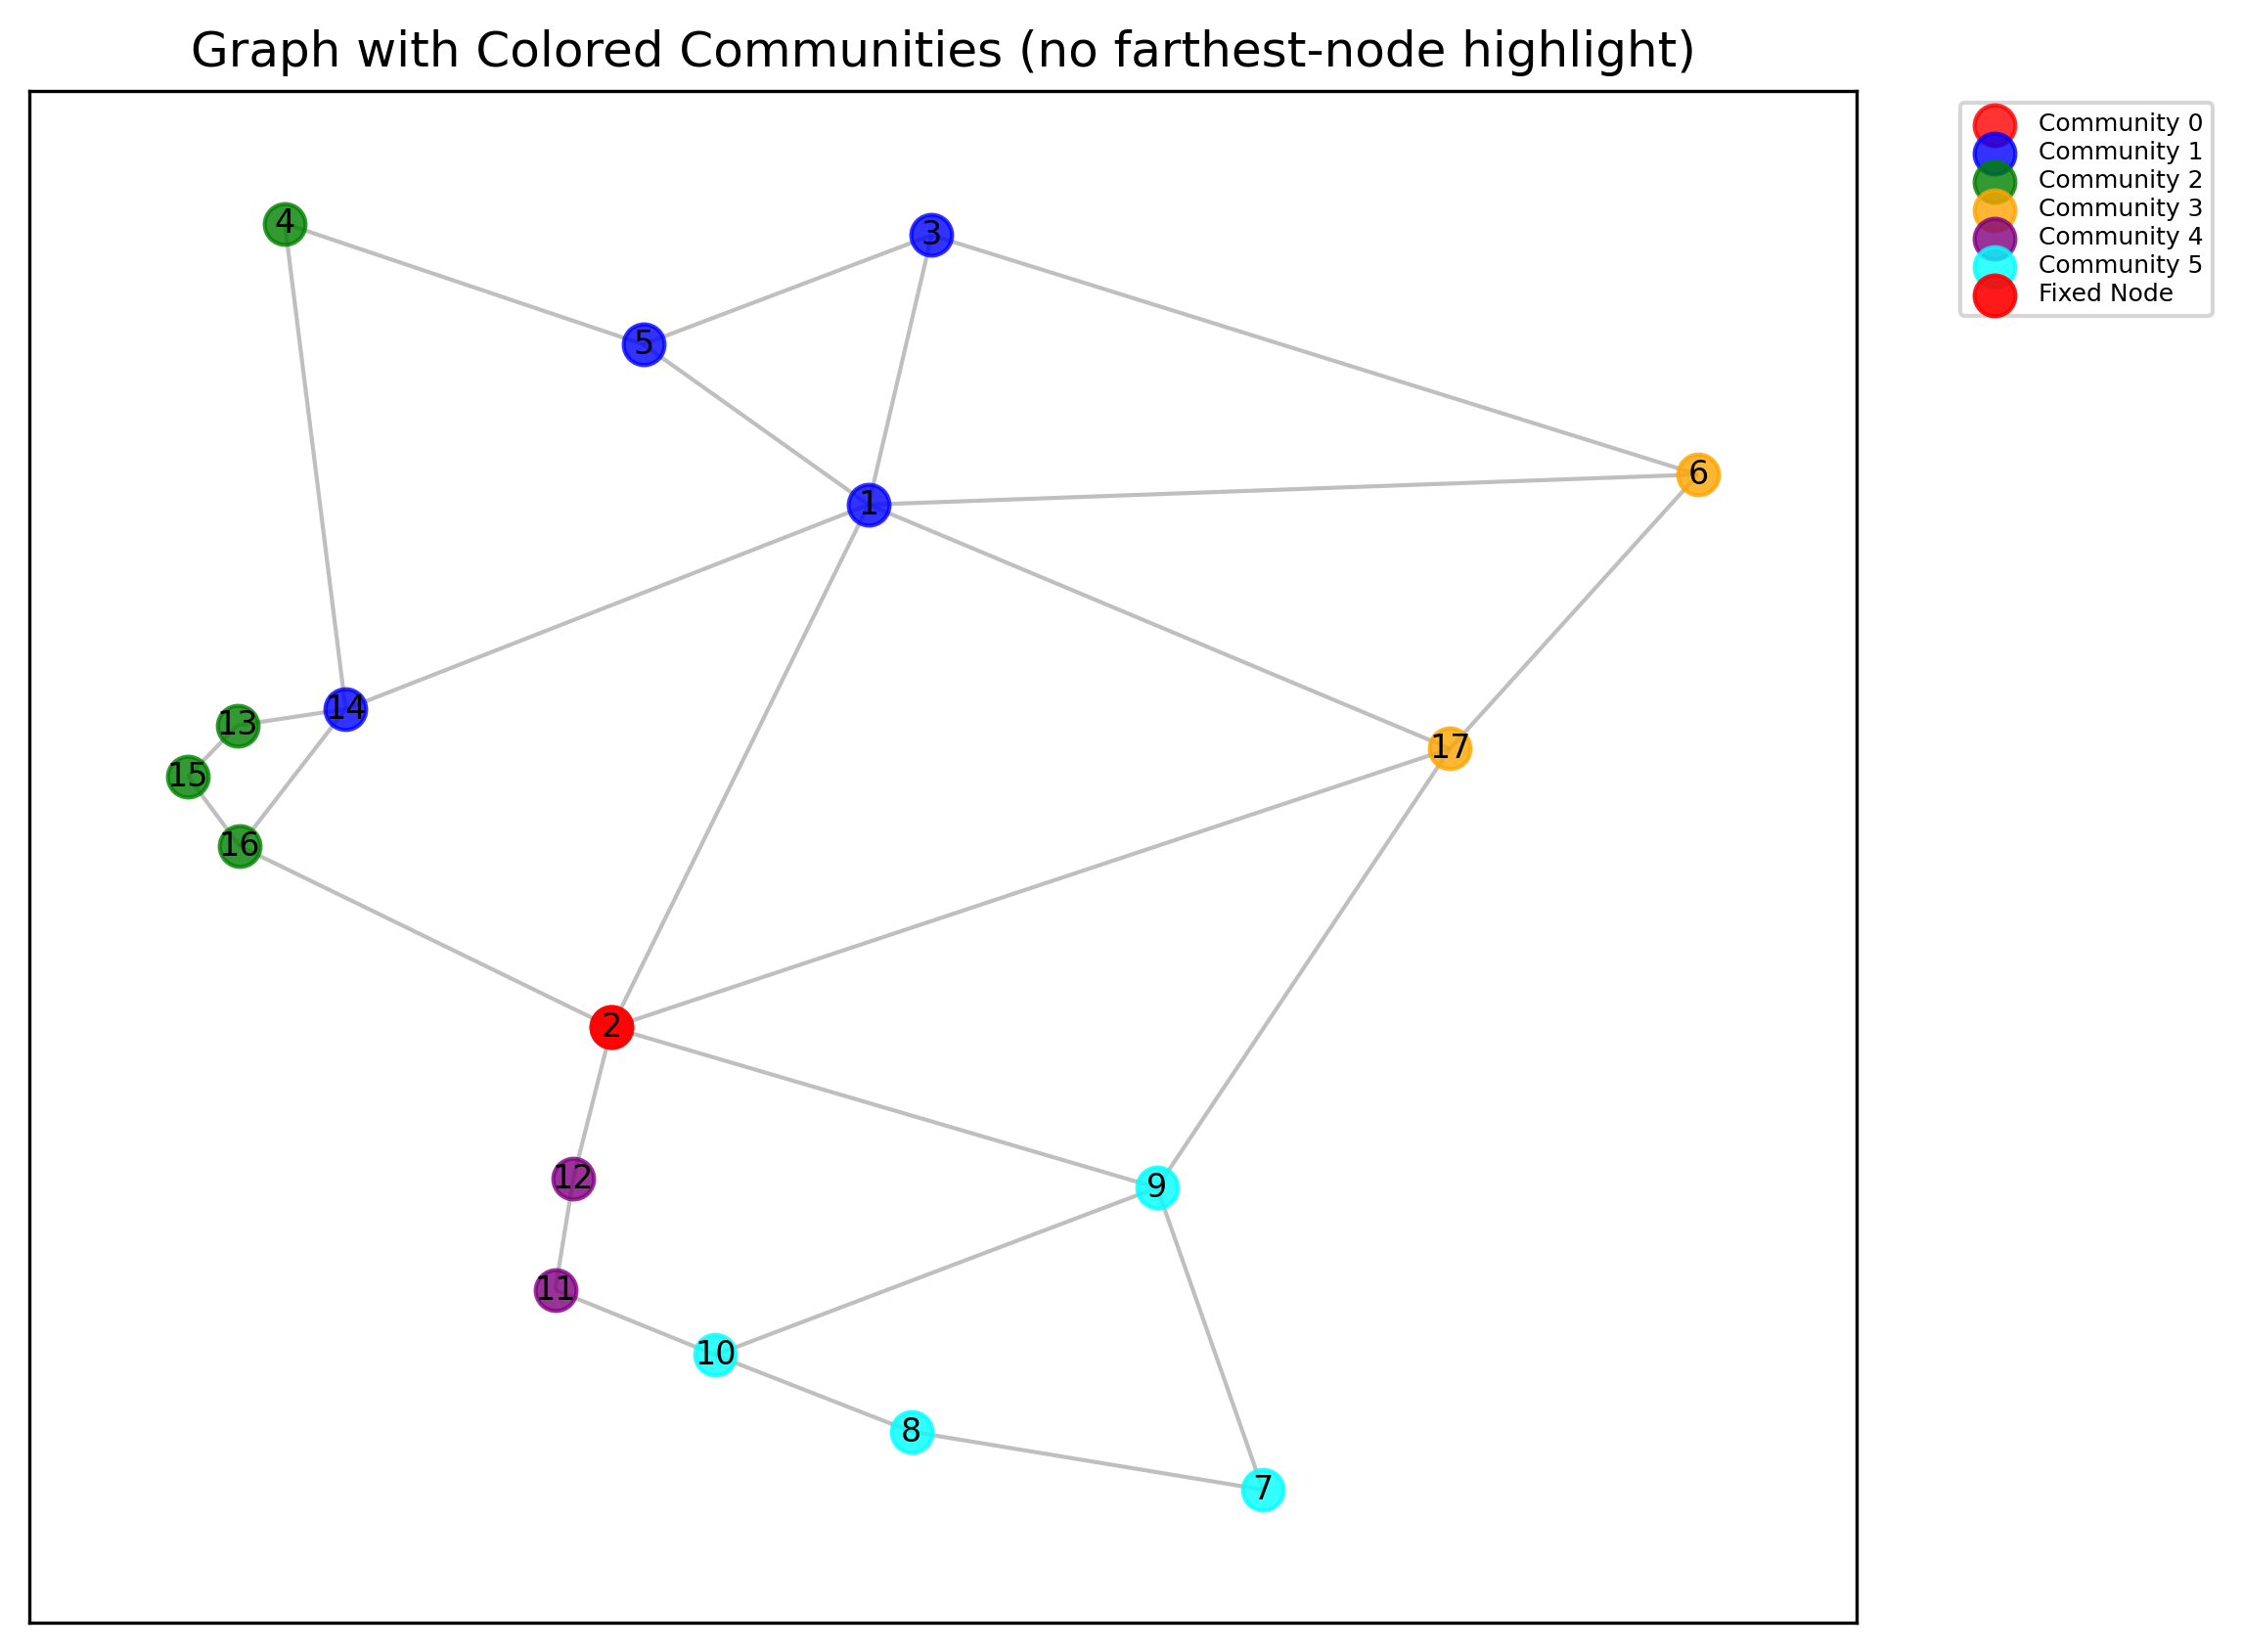 Graph with Colored Communities (no farthest-node highlight)
Community 0
Community 1
Community 2
Community 3
Community 4
Community 5
Fixed Node
4
3
5
6
1
14
13
17
15
16
2
12
9
11
10
8
7